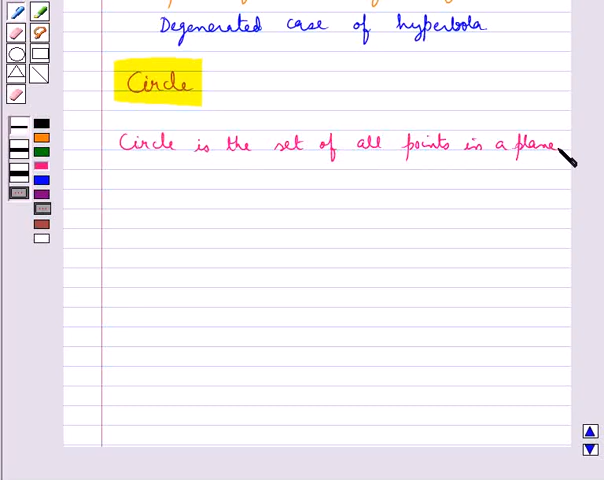 Degenerated case of hyperbola
Circle
Circle is the set of all points in a plane